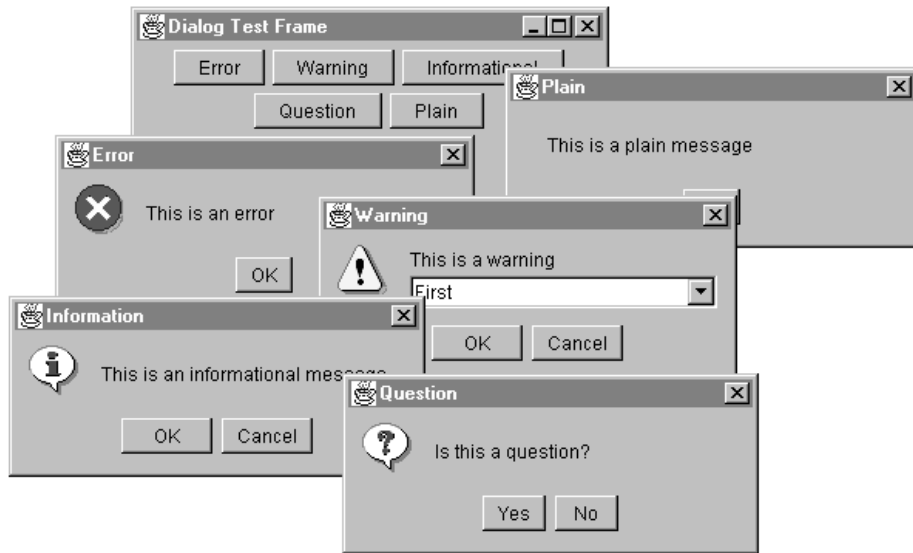 Dialog Test Frame
Error Warning Informational
Question Plain
Plain
This is a plain message
Error
This is an error
OK
Warning
This is a warning
First
OK Cancel
Information
This is an informational message
OK Cancel
Question
Is this a question?
Yes No